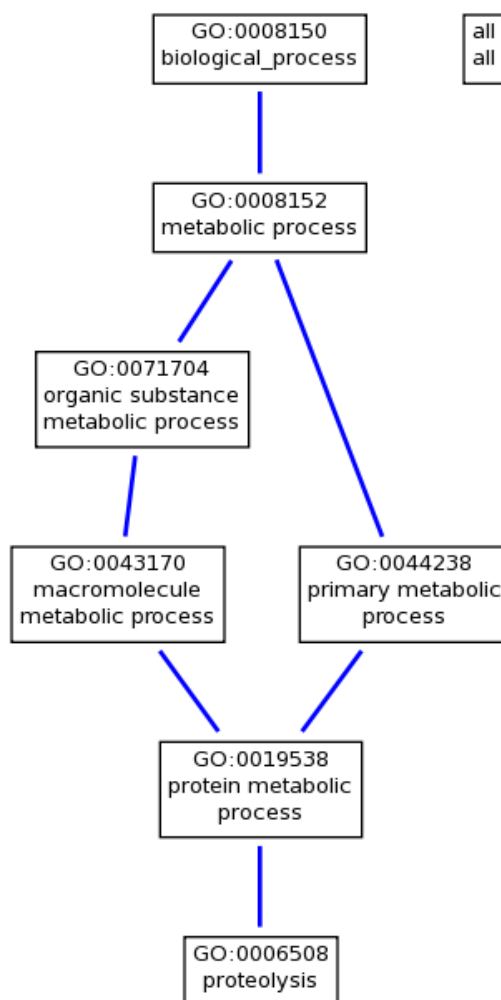 GO:0008150
biological_process
all
all
GO:0008152
metabolic process
GO:0071704
organic substance
metabolic process
GO:0043170
macromolecule
metabolic process
GO:0044238
primary metabolic
process
GO:0019538
protein metabolic
process
GO:0006508
proteolysis